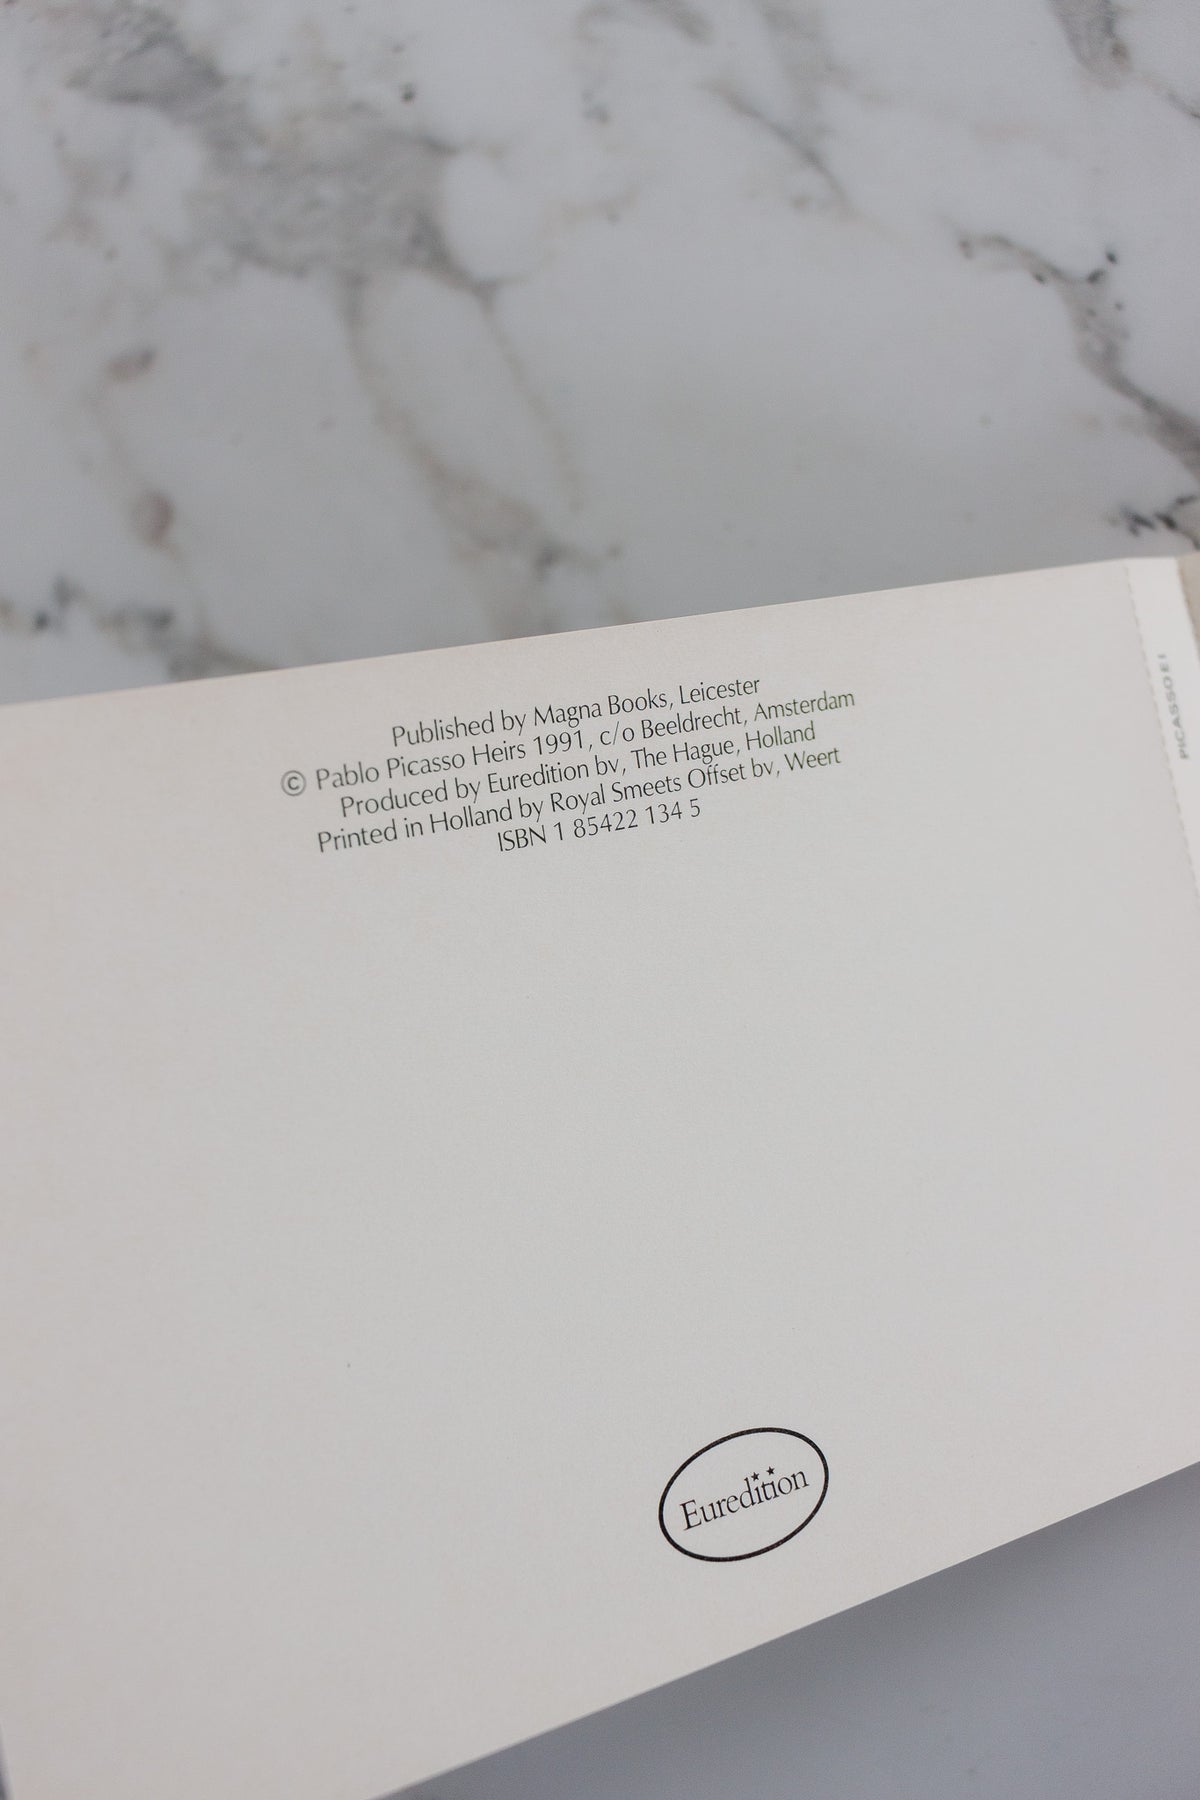 Published by Magna Books, Leicester
© Pablo Picasso Heirs 1991, c/o Beeldrecht, Amsterdam
Produced by Euredition bv, The Hague, Holland
Printed in Holland by Royal Smeets Offset bv, Weert
ISBN 1 85422 134 5
PICASSO E1
Euredition